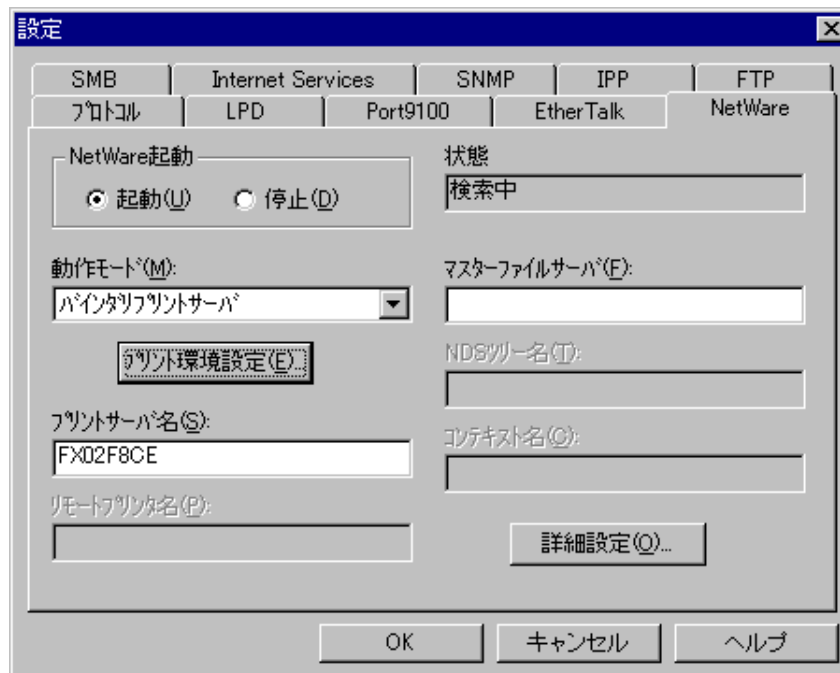 設定
SMB Internet Services SNMP IPP FTP
ﾌﾟﾛﾄｺﾙ LPD Port9100 EtherTalk NetWare
NetWare起動
起動(U) 停止(D)
状態
検索中
動作ﾓｰﾄﾞ(M):
ﾊﾞｲﾝﾀﾞﾘﾌﾟﾘﾝﾄｻｰﾊﾞ
ﾌﾟﾘﾝﾄ環境設定(E)...
ﾌﾟﾘﾝﾄｻｰﾊﾞ名(S):
FX02F8CE
ﾘﾓｰﾄﾌﾟﾘﾝﾀ名(P):
ﾏｽﾀｰﾌｧｲﾙｻｰﾊﾞ(F):
NDSﾂﾘｰ名(T):
ｺﾝﾃｷｽﾄ名(C):
詳細設定(O)...
OK キャンセル ヘルプ